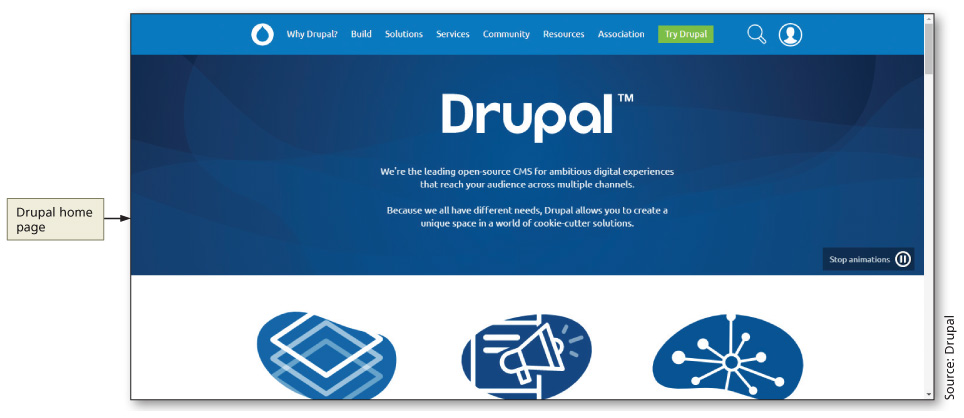 Why Drupal? Build Solutions Services Community Resources Association Try Drupal
Drupal™
We're the leading open-source CMS for ambitious digital experiences
that reach your audience across multiple channels.
Because we all have different needs, Drupal allows you to create a
unique space in a world of cookie-cutter solutions.
Drupal home
page
Stop animations
Source: Drupal